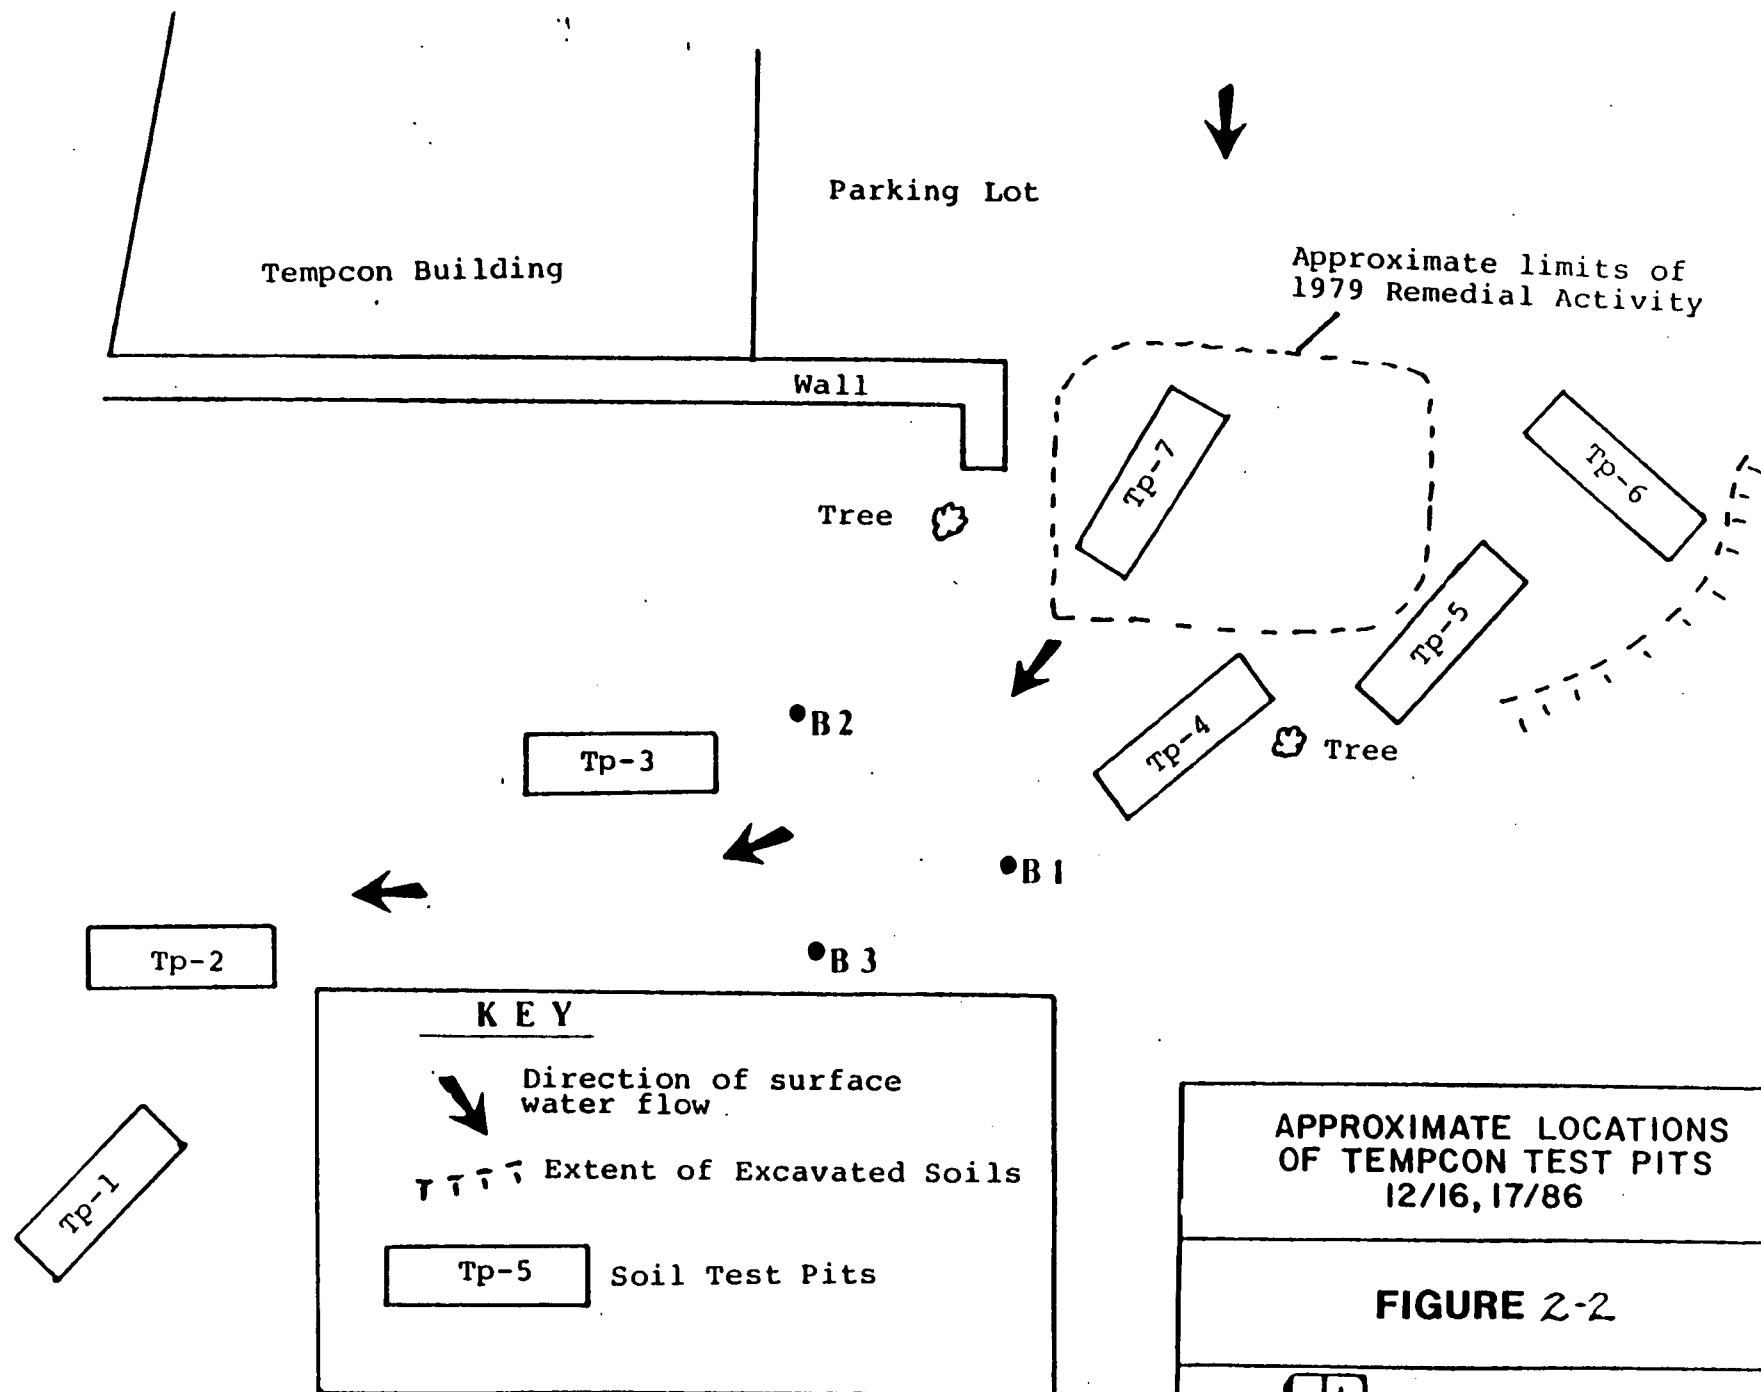 Parking Lot
Tempcon Building
Approximate limits of
1979 Remedial Activity
Wall
Tp-7
Tp-6
Tree
Tp-5
B2
Tp-3
Tp-4
Tree
B1
Tp-2
B3
KEY
Direction of surface
water flow
Extent of Excavated Soils
Tp-5
Soil Test Pits
Tp-1
APPROXIMATE LOCATIONS
OF TEMPCON TEST PITS
12/16, 17/86
FIGURE 2-2